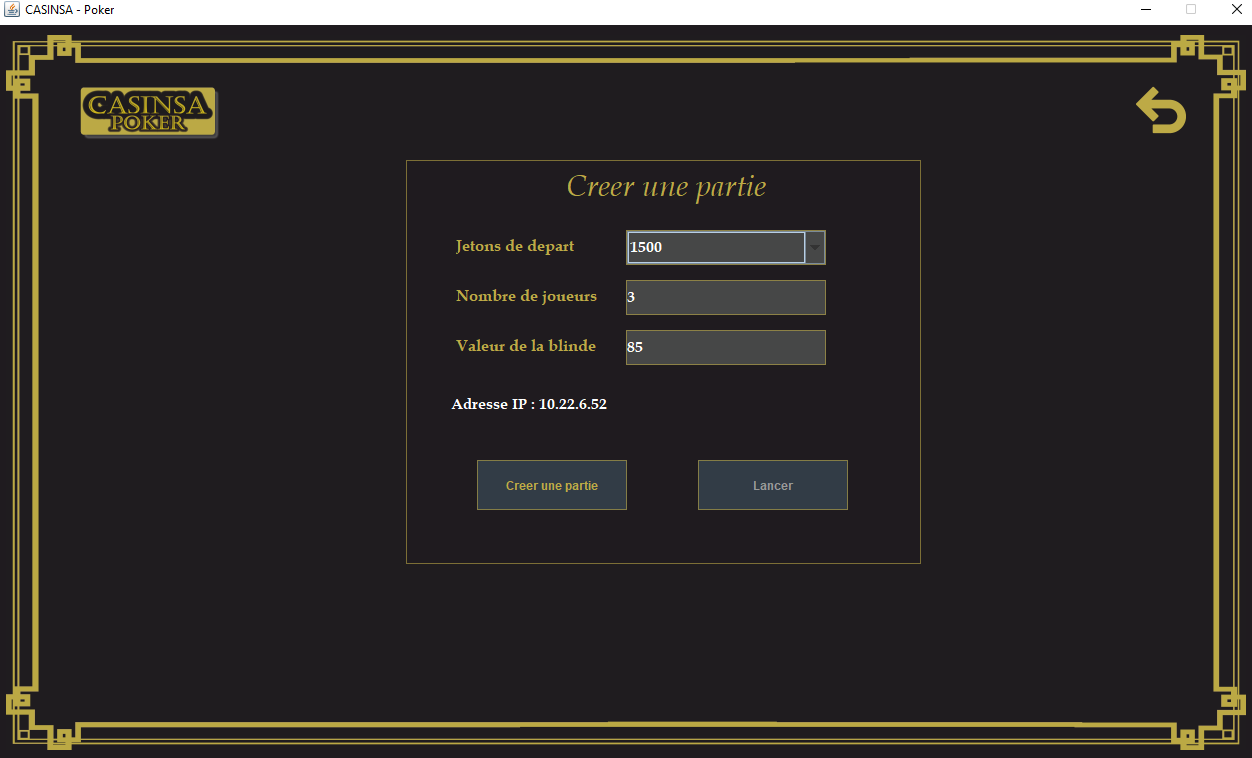 CASINSA - Poker
CASINSA
POKER
Creer une partie
Jetons de depart
1500
Nombre de joueurs
3
Valeur de la blinde
85
Adresse IP : 10.22.6.52
Creer une partie
Lancer